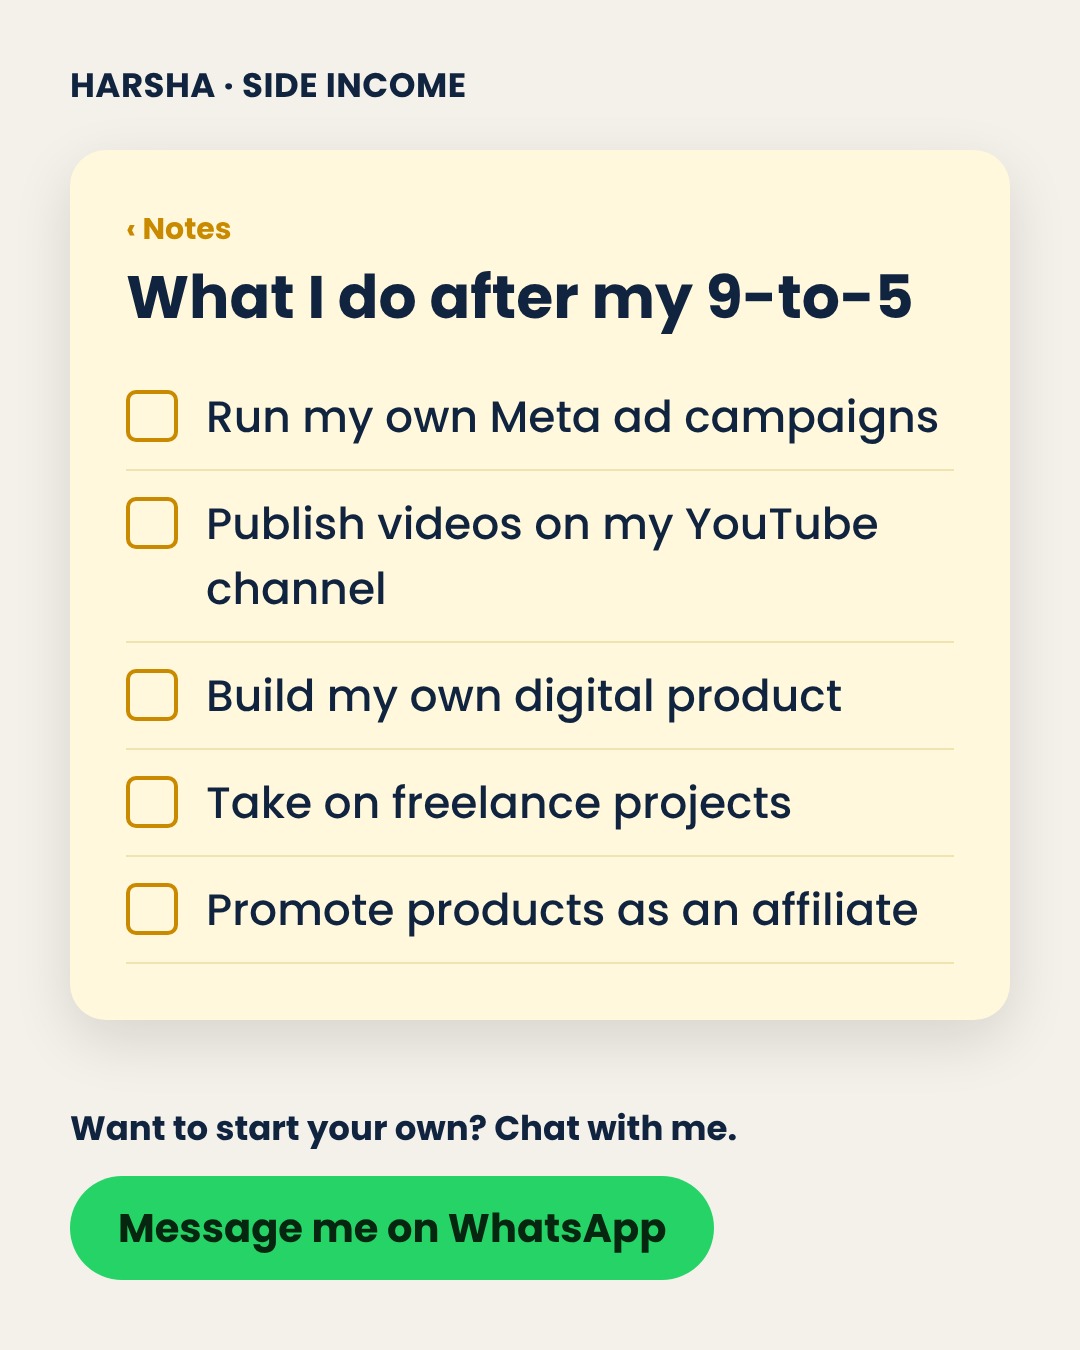 HARSHA · SIDE INCOME
‹ Notes
What I do after my 9-to-5
Run my own Meta ad campaigns
Publish videos on my YouTube
channel
Build my own digital product
Take on freelance projects
Promote products as an affiliate
Want to start your own? Chat with me.
Message me on WhatsApp